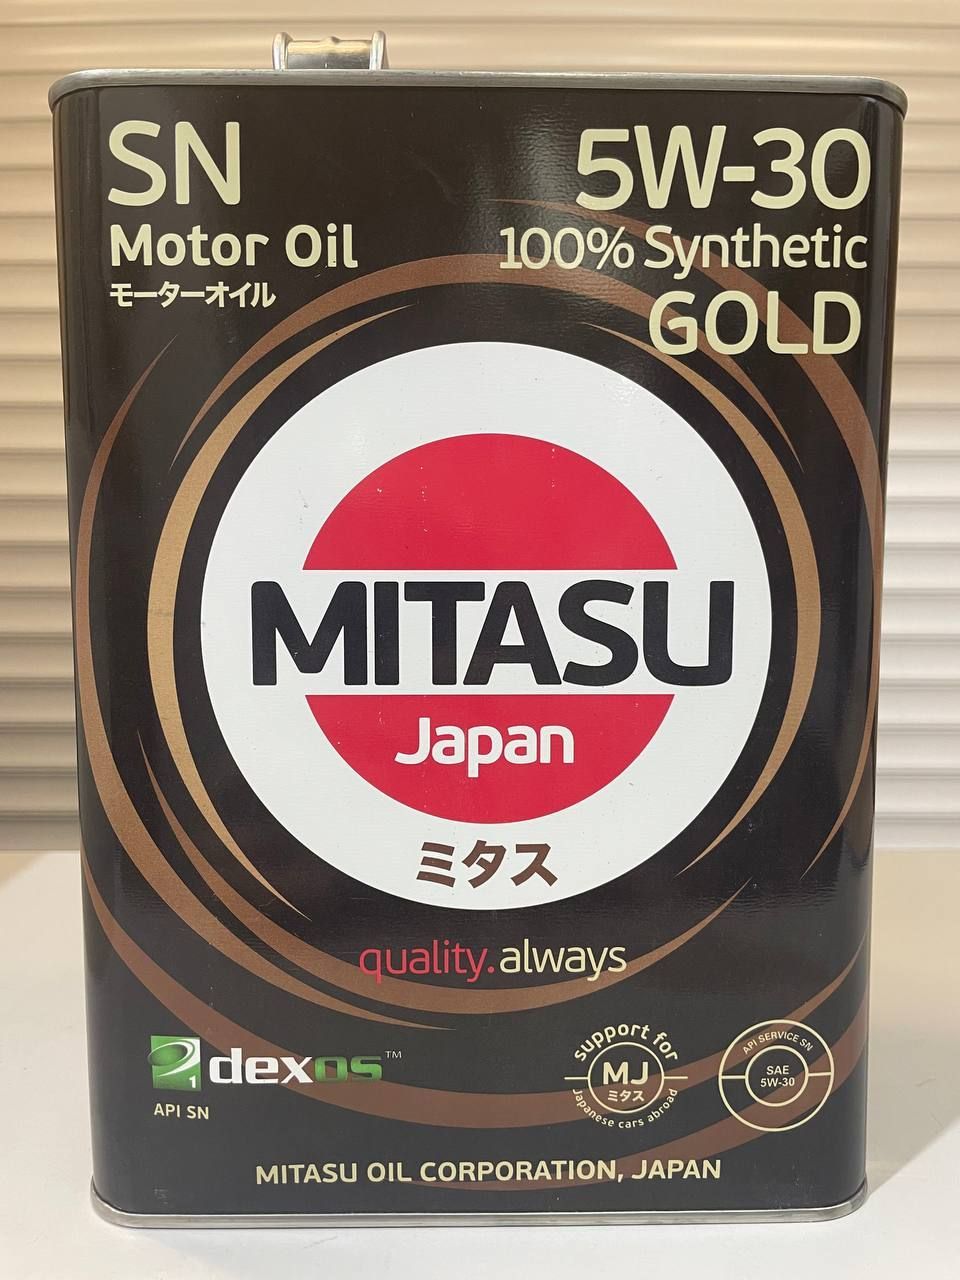 SN
Motor Oil
モーターオイル
5W-30
100% Synthetic
GOLD
MITASU
Japan
ミタス
quality.always
1 dexos™
API SN
support for
MJ
ミタス
Japanese cars abroad
API SERVICE SN
SAE
5W-30
MITASU OIL CORPORATION, JAPAN